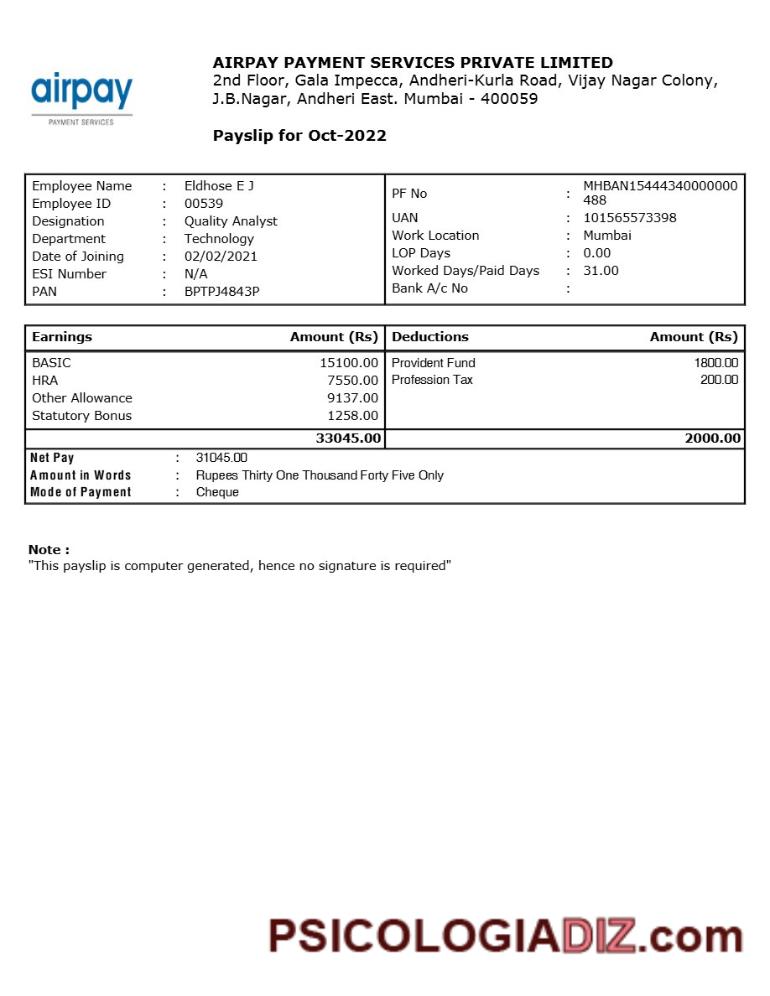 airpay
PAYMENT SERVICES
AIRPAY PAYMENT SERVICES PRIVATE LIMITED
2nd Floor, Gala Impecca, Andheri-Kurla Road, Vijay Nagar Colony,
J.B.Nagar, Andheri East. Mumbai - 400059
Payslip for Oct-2022
Employee Name : Eldhose E J
Employee ID : 00539
Designation : Quality Analyst
Department : Technology
Date of Joining : 02/02/2021
ESI Number : N/A
PAN : BPTPJ4843P
PF No : MHBAN15444340000000
488
UAN : 101565573398
Work Location : Mumbai
LOP Days : 0.00
Worked Days/Paid Days : 31.00
Bank A/c No :
Earnings Amount (Rs) Deductions Amount (Rs)
BASIC 15100.00 Provident Fund 1800.00
HRA 7550.00 Profession Tax 200.00
Other Allowance 9137.00
Statutory Bonus 1258.00
33045.00 2000.00
Net Pay : 31045.00
Amount in Words : Rupees Thirty One Thousand Forty Five Only
Mode of Payment : Cheque
Note :
"This payslip is computer generated, hence no signature is required"
PSICOLOGIADIZ.com